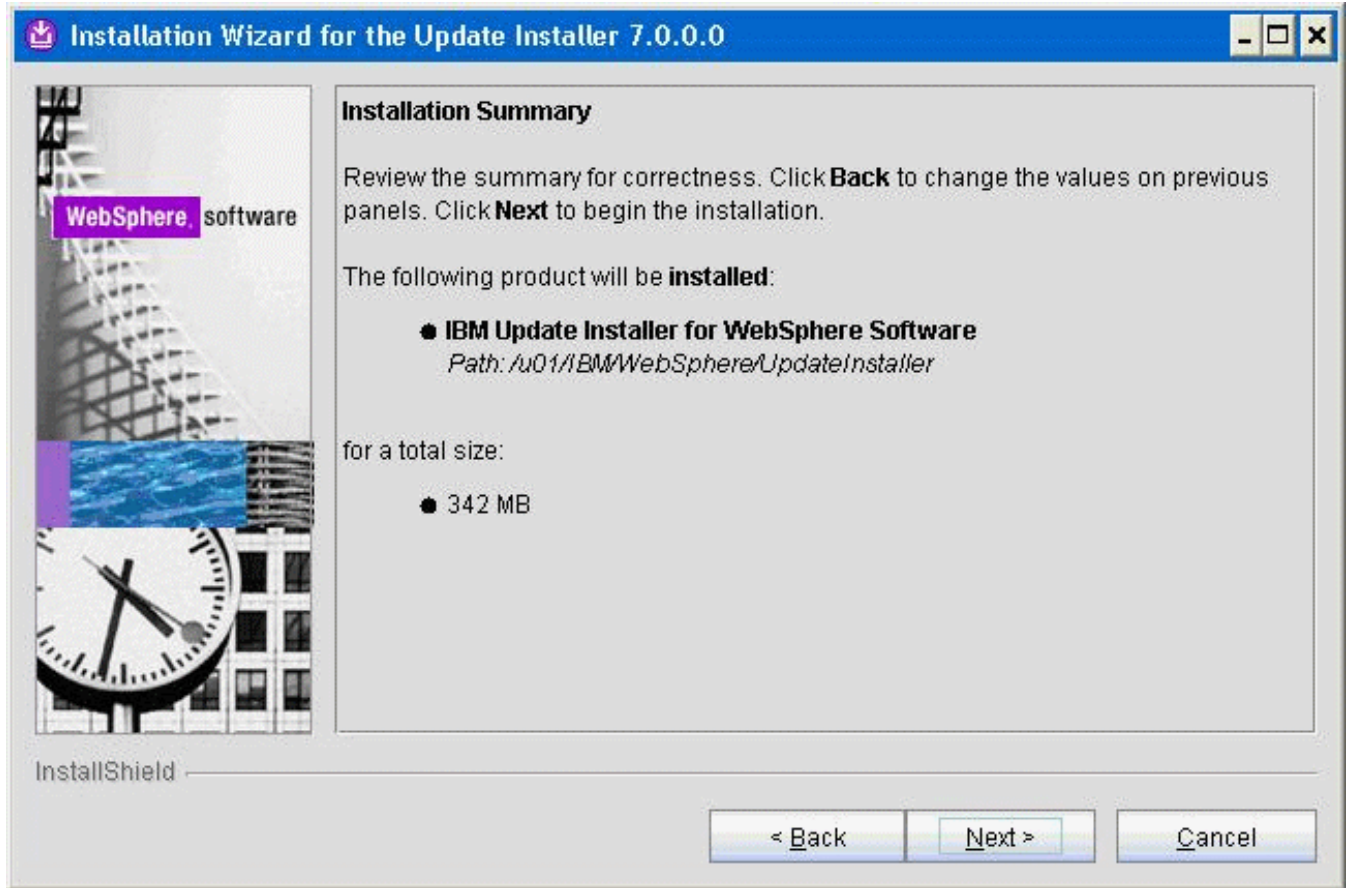 Installation Wizard for the Update Installer 7.0.0.0
WebSphere. software
Installation Summary
Review the summary for correctness. Click Back to change the values on previous
panels. Click Next to begin the installation.
The following product will be installed:
● IBM Update Installer for WebSphere Software
Path: /u01/IBM/WebSphere/UpdateInstaller
for a total size:
● 342 MB
InstallShield
< Back
Next >
Cancel